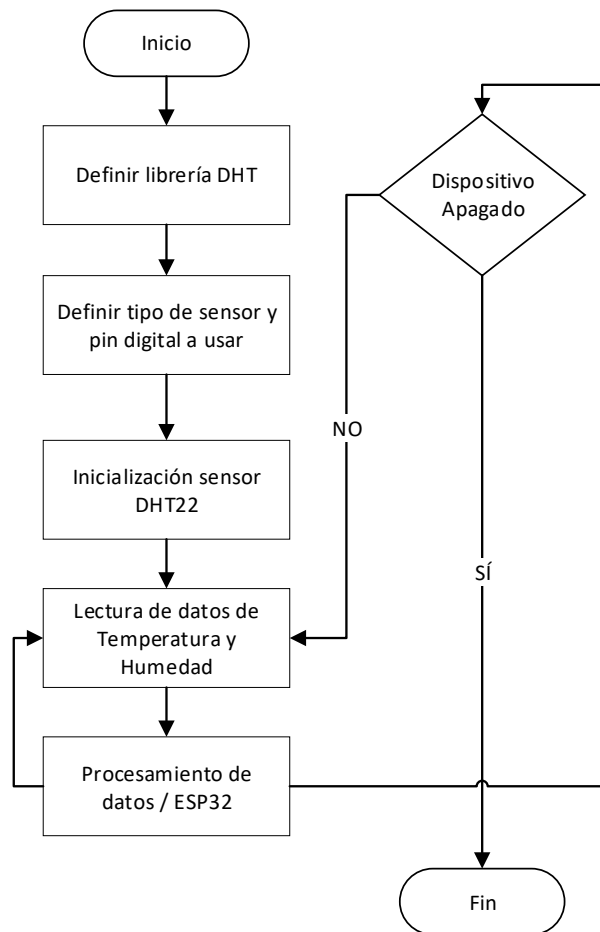 Inicio
Definir librería DHT
Definir tipo de sensor y
pin digital a usar
Inicialización sensor
DHT22
Lectura de datos de
Temperatura y
Humedad
Procesamiento de
datos / ESP32
Dispositivo
Apagado
NO
SÍ
Fin